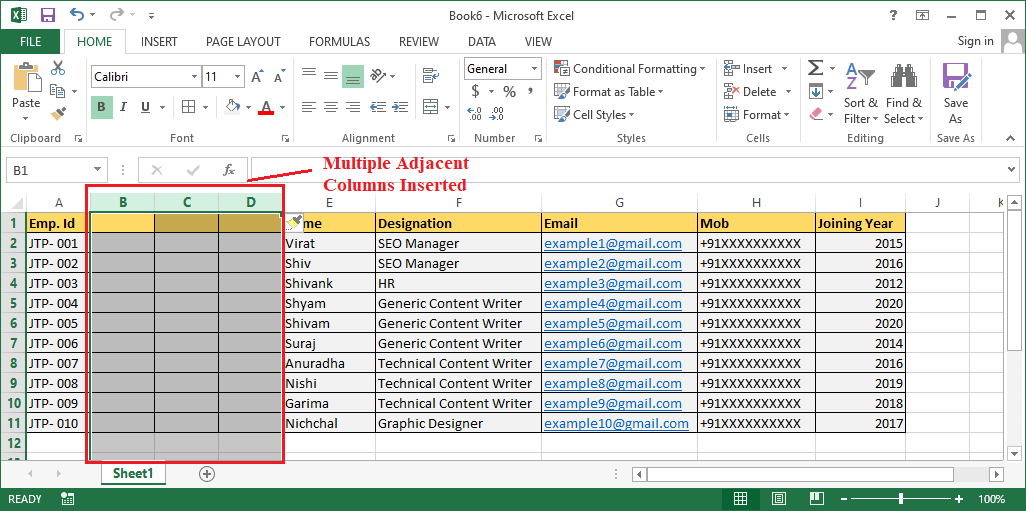 Book6 - Microsoft Excel
FILE HOME INSERT PAGE LAYOUT FORMULAS REVIEW DATA VIEW Sign in
Paste
Clipboard
Calibri 11
B I U A
Font
Alignment
General
$ % ,
Number
Conditional Formatting
Format as Table
Cell Styles
Styles
Insert
Delete
Format
Cells
Sort & Filter
Find & Select
Editing
Save As
Save As
B1 fx
Multiple Adjacent
Columns Inserted
A B C D E F G H I J K
1 Emp. Id me Designation Email Mob Joining Year
2 JTP- 001 Virat SEO Manager example1@gmail.com +91XXXXXXXXXX 2015
3 JTP- 002 Shiv SEO Manager example2@gmail.com +91XXXXXXXXXX 2016
4 JTP- 003 Shivank HR example3@gmail.com +91XXXXXXXXXX 2012
5 JTP- 004 Shyam Generic Content Writer example4@gmail.com +91XXXXXXXXXX 2020
6 JTP- 005 Shivam Generic Content Writer example5@gmail.com +91XXXXXXXXXX 2020
7 JTP- 006 Suraj Generic Content Writer example6@gmail.com +91XXXXXXXXXX 2014
8 JTP- 007 Anuradha Technical Content Writer example7@gmail.com +91XXXXXXXXXX 2016
9 JTP- 008 Nishi Technical Content Writer example8@gmail.com +91XXXXXXXXXX 2019
10 JTP- 009 Garima Technical Content Writer example9@gmail.com +91XXXXXXXXXX 2018
11 JTP- 010 Nichchal Graphic Designer example10@gmail.com +91XXXXXXXXXX 2017
12
Sheet1
READY 100%